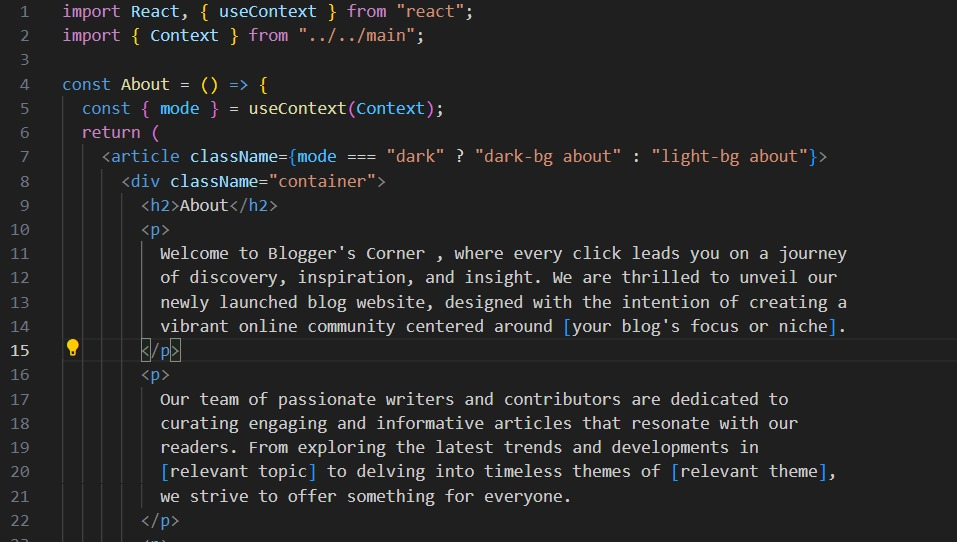 1 import React, { useContext } from "react";
2 import { Context } from "../../main";
3
4 const About = () => {
5 const { mode } = useContext(Context);
6 return (
7 <article className={mode === "dark" ? "dark-bg about" : "light-bg about"}>
8 <div className="container">
9 <h2>About</h2>
10 <p>
11 Welcome to Blogger's Corner , where every click leads you on a journey
12 of discovery, inspiration, and insight. We are thrilled to unveil our
13 newly launched blog website, designed with the intention of creating a
14 vibrant online community centered around [your blog's focus or niche].
15 </p>
16 <p>
17 Our team of passionate writers and contributors are dedicated to
18 curating engaging and informative articles that resonate with our
19 readers. From exploring the latest trends and developments in
20 [relevant topic] to delving into timeless themes of [relevant theme],
21 we strive to offer something for everyone.
22 </p>
23 <p>